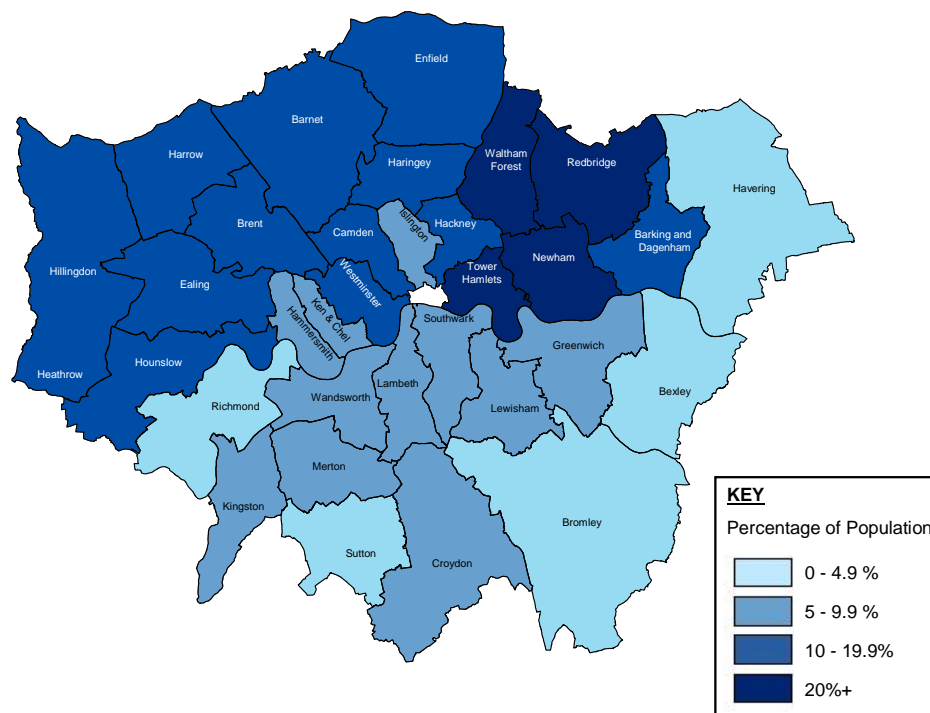 Enfield
Barnet
Harrow
Haringey
Waltham
Forest
Redbridge
Havering
Brent
Camden
Islington
Hackney
Barking and
Dagenham
Hillingdon
Ealing
Westminster
Tower
Hamlets
Newham
Ken & Chel
Hammersmith
Southwark
Greenwich
Heathrow
Hounslow
Richmond
Wandsworth
Lambeth
Lewisham
Bexley
Merton
Kingston
Sutton
Croydon
Bromley
KEY
Percentage of Population
0 - 4.9 %
5 - 9.9 %
10 - 19.9%
20%+